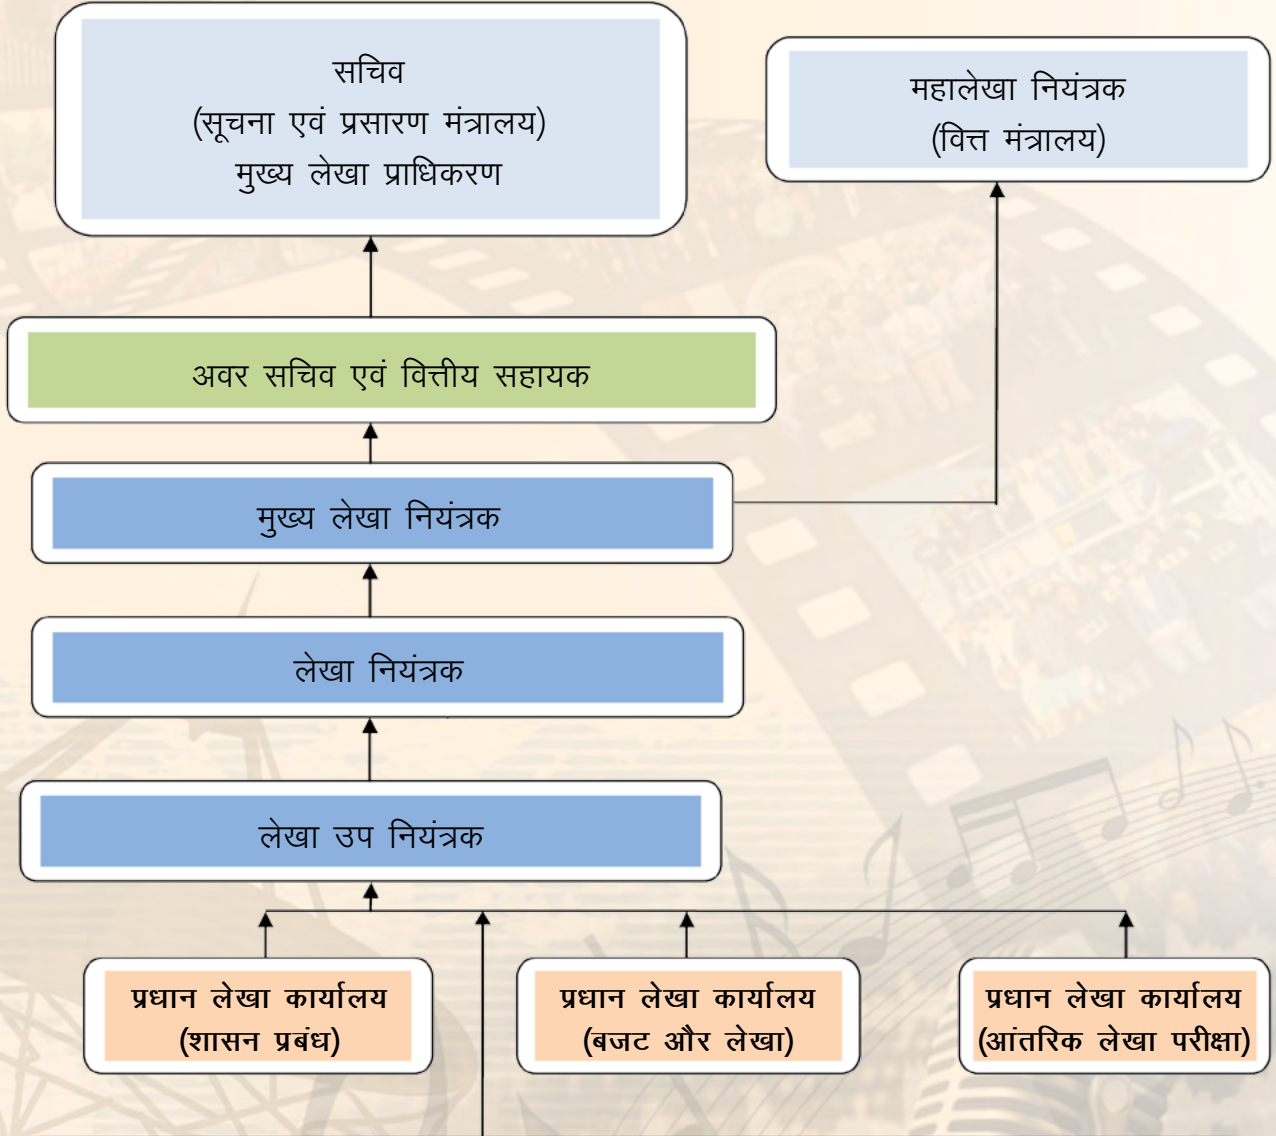 सचिव
(सूचना एवं प्रसारण मंत्रालय)
मुख्य लेखा प्राधिकरण
महालेखा नियंत्रक
(वित्त मंत्रालय)
अवर सचिव एवं वित्तीय सहायक
मुख्य लेखा नियंत्रक
लेखा नियंत्रक
लेखा उप नियंत्रक
प्रधान लेखा कार्यालय
(शासन प्रबंध)
प्रधान लेखा कार्यालय
(बजट और लेखा)
प्रधान लेखा कार्यालय
(आंतरिक लेखा परीक्षा)